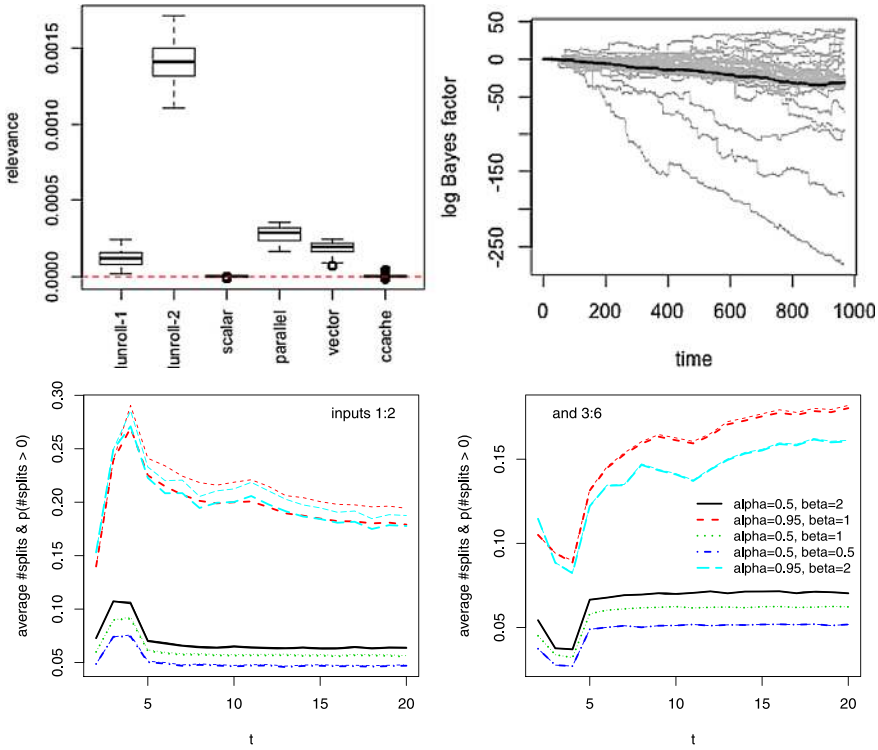 relevance
0.0015
0.0010
0.0005
0.0000
lunroll-1
lunroll-2
scalar
parallel
vector
ccache
log Bayes factor
50
0
-50
-150
-250
0
200
400
600
800
1000
time
average #splits & p(#splits > 0)
0.30
0.25
0.20
0.15
0.10
0.05
inputs 1:2
5
10
15
20
t
average #splits & p(#splits > 0)
0.15
0.10
0.05
and 3:6
alpha=0.5, beta=2
alpha=0.95, beta=1
alpha=0.5, beta=1
alpha=0.5, beta=0.5
alpha=0.95, beta=2
5
10
15
20
t